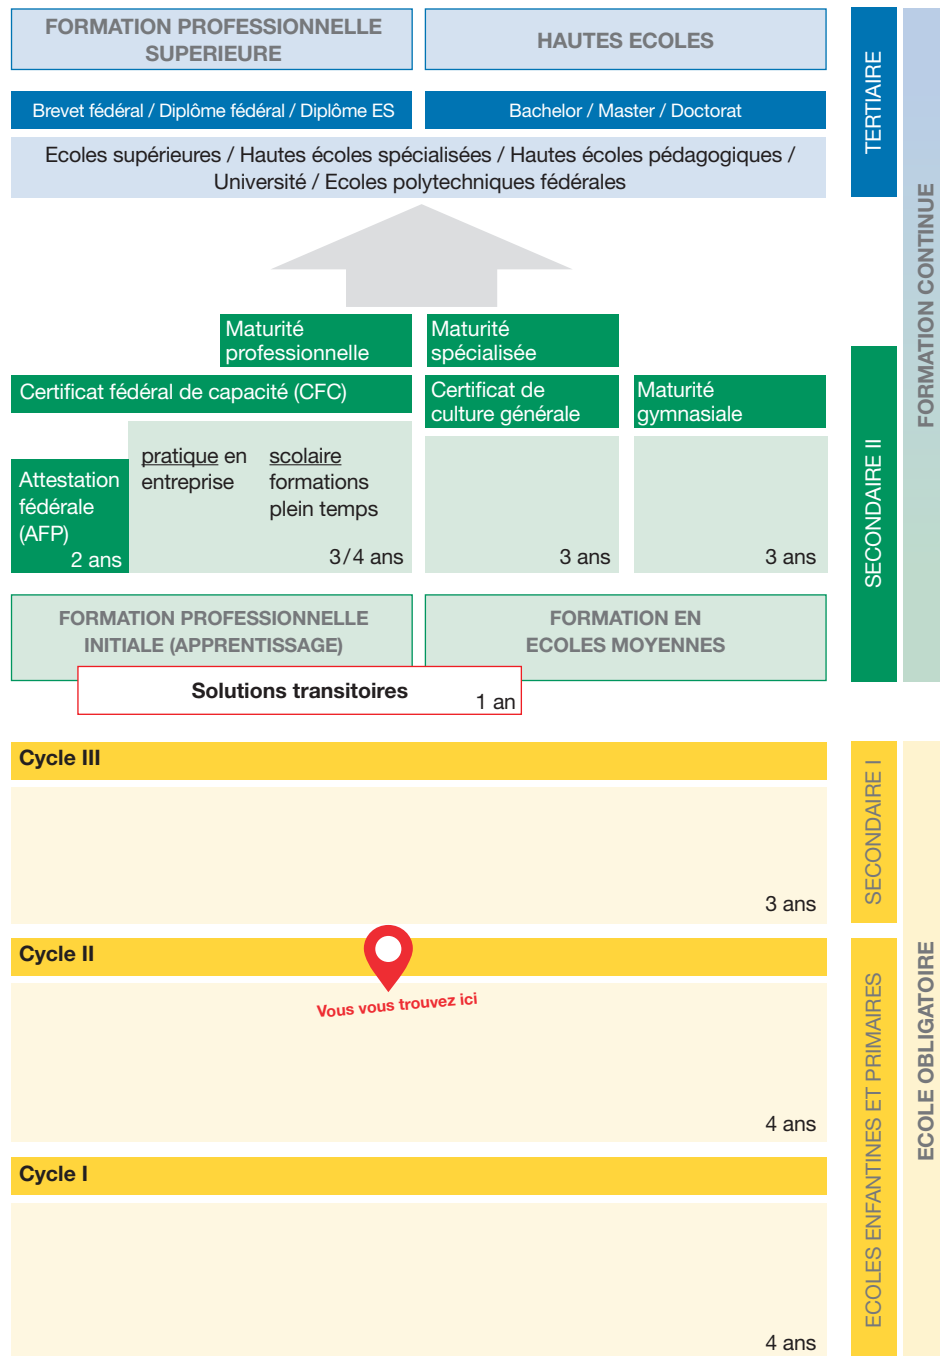 FORMATION PROFESSIONNELLE
SUPERIEURE
HAUTES ECOLES
Brevet fédéral / Diplôme fédéral / Diplôme ES
Bachelor / Master / Doctorat
Ecoles supérieures / Hautes écoles spécialisées / Hautes écoles pédagogiques /
Université / Ecoles polytechniques fédérales
TERTIAIRE
FORMATION CONTINUE
Maturité
professionnelle
Maturité
spécialisée
Certificat fédéral de capacité (CFC)
Certificat de
culture générale
Maturité
gymnasiale
Attestation
fédérale
(AFP)
2 ans
pratique en
entreprise
scolaire
formations
plein temps
3/4 ans
3 ans
3 ans
SECONDAIRE II
FORMATION PROFESSIONNELLE
INITIALE (APPRENTISSAGE)
FORMATION EN
ECOLES MOYENNES
Solutions transitoires
1 an
Cycle III
3 ans
SECONDAIRE I
Cycle II
Vous vous trouvez ici
4 ans
Cycle I
4 ans
ECOLES ENFANTINES ET PRIMAIRES
ECOLE OBLIGATOIRE